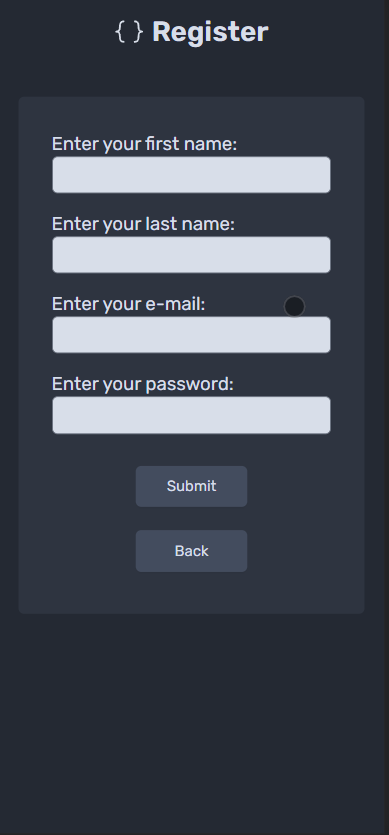 { } Register
Enter your first name:
Enter your last name:
Enter your e-mail:
Enter your password:
Submit
Back